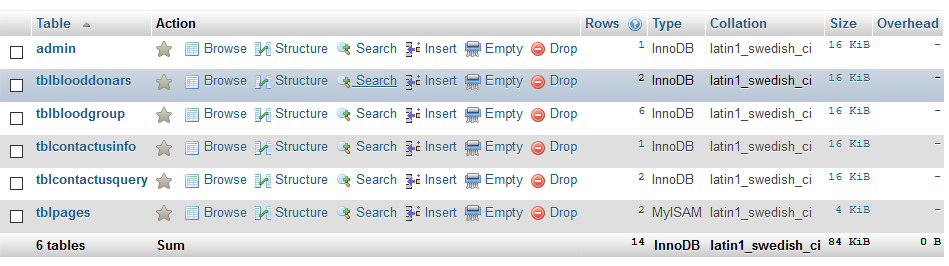 Table Action Rows Type Collation Size Overhead
admin Browse Structure Search Insert Empty Drop 1 InnoDB latin1_swedish_ci 16 KiB -
tblblooddonars Browse Structure Search Insert Empty Drop 2 InnoDB latin1_swedish_ci 16 KiB -
tblbloodgroup Browse Structure Search Insert Empty Drop 6 InnoDB latin1_swedish_ci 16 KiB -
tblcontactusinfo Browse Structure Search Insert Empty Drop 1 InnoDB latin1_swedish_ci 16 KiB -
tblcontactusquery Browse Structure Search Insert Empty Drop 2 InnoDB latin1_swedish_ci 16 KiB -
tblpages Browse Structure Search Insert Empty Drop 2 MyISAM latin1_swedish_ci 4 KiB -
6 tables Sum 14 InnoDB latin1_swedish_ci 84 KiB 0 B